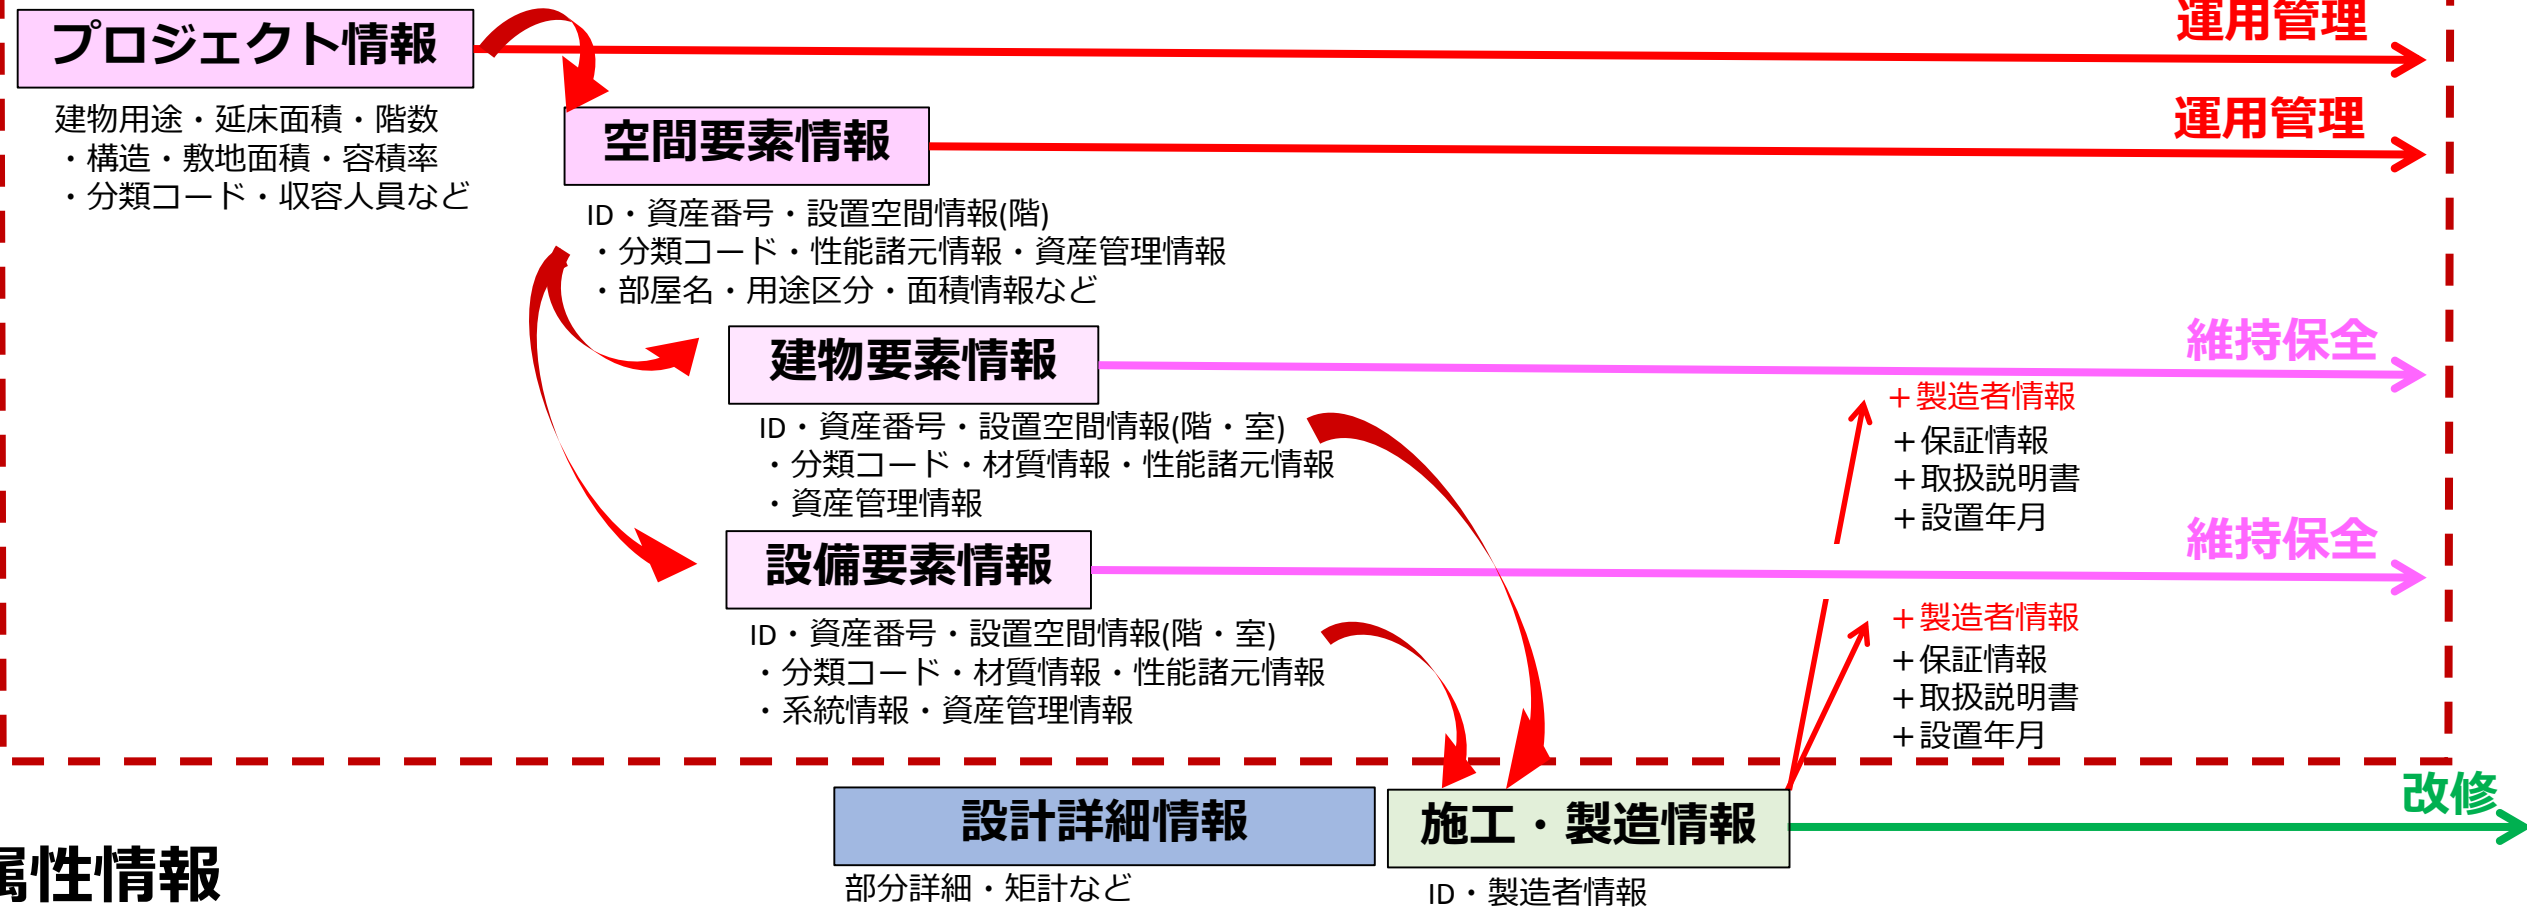 プロジェクト情報
運用管理
建物用途・延床面積・階数
・構造・敷地面積・容積率
・分類コード・収容人員など
空間要素情報
運用管理
ID・資産番号・設置空間情報(階)
・分類コード・性能諸元情報・資産管理情報
・部屋名・用途区分・面積情報など
建物要素情報
維持保全
ID・資産番号・設置空間情報(階・室)
・分類コード・材質情報・性能諸元情報
・資産管理情報
＋製造者情報
＋保証情報
＋取扱説明書
＋設置年月
設備要素情報
維持保全
ID・資産番号・設置空間情報(階・室)
・分類コード・材質情報・性能諸元情報
・系統情報・資産管理情報
＋製造者情報
＋保証情報
＋取扱説明書
＋設置年月
設計詳細情報
部分詳細・矩計など
施工・製造情報
ID・製造者情報
改修
属性情報